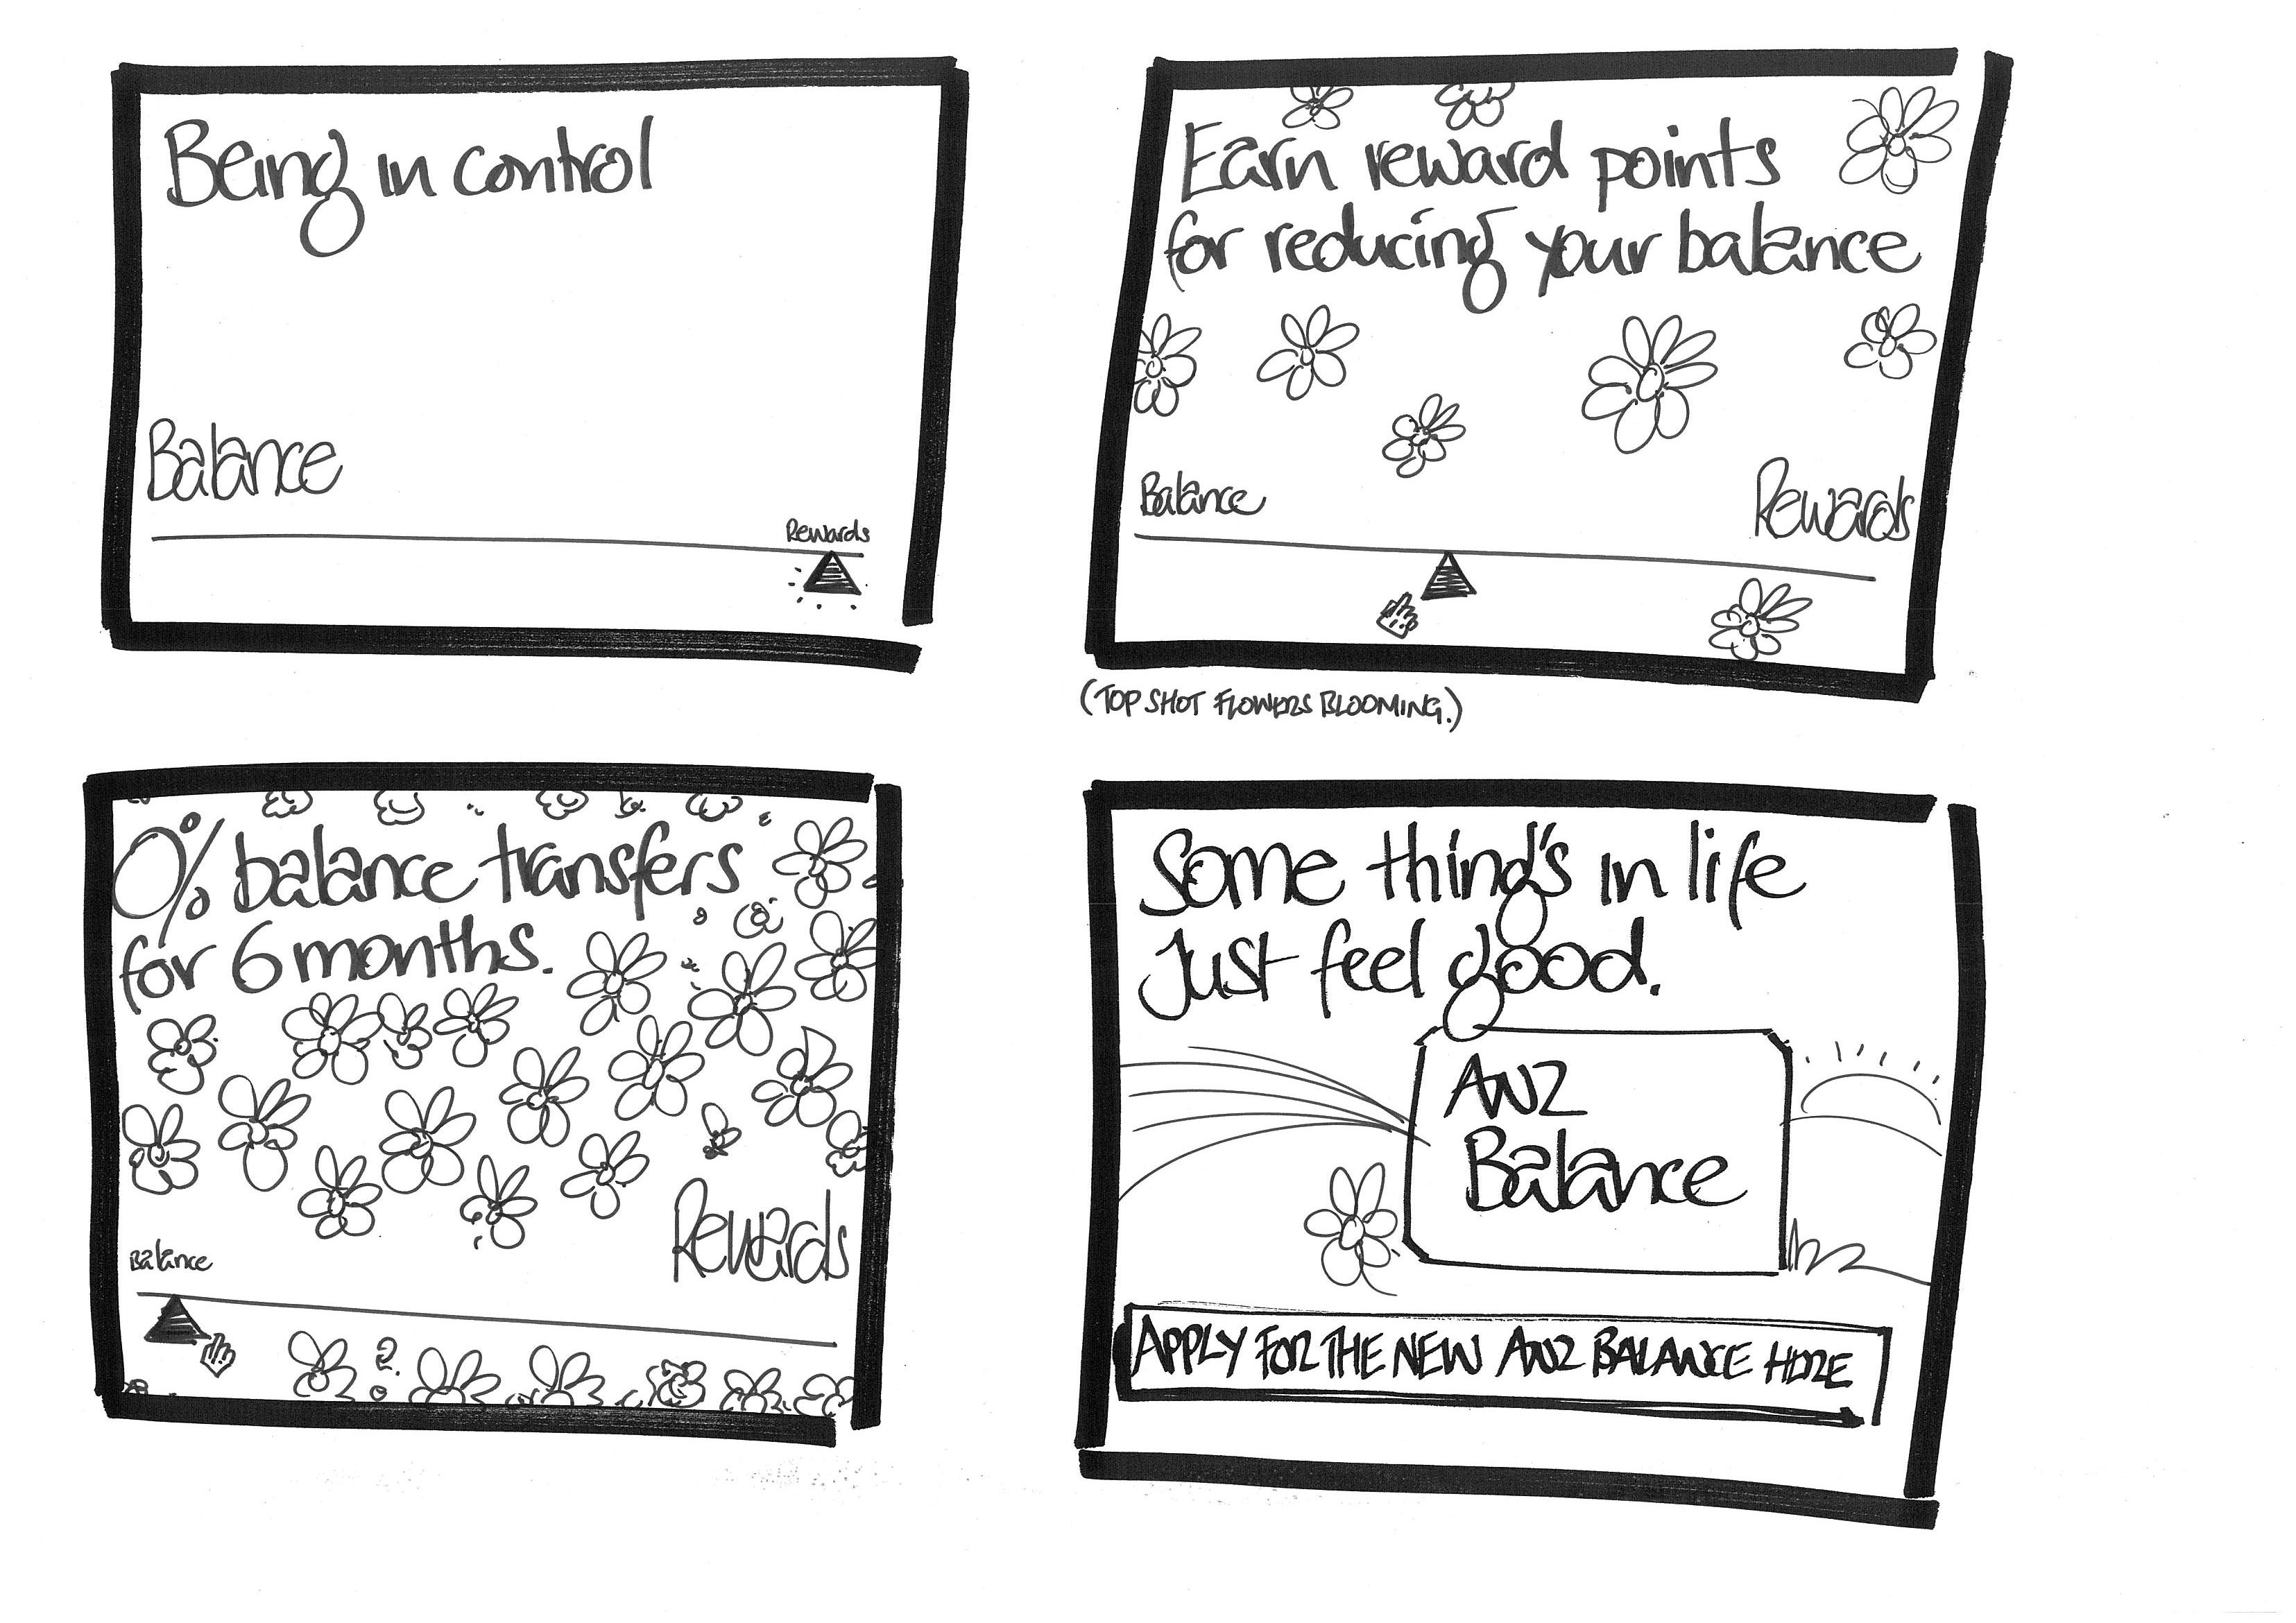 Being in control
Balance
Rewards
Earn reward points
for reducing your balance
Balance
Rewards
(TOP SHOT FLOWERS BLOOMING.)
0% balance transfers
for 6 months.
Rewards
Balance
Some thing's in life
Just feel good.
ANZ
Balance
APPLY FOR THE NEW ANZ BALANCE HERE